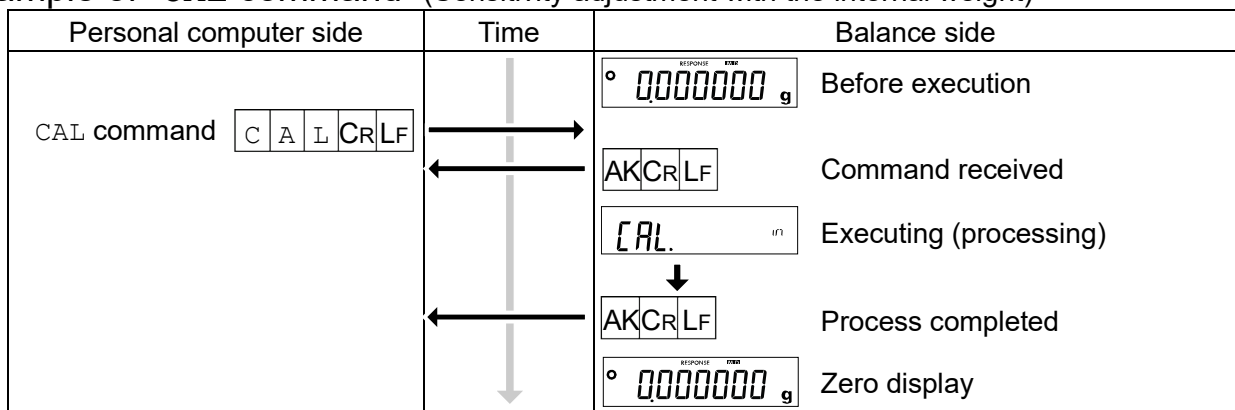 CAL command (Sensitivity adjustment with the internal weight)
Personal computer side Time Balance side
RESPONSE 0.000000 g Before execution
CAL command C A L CR LF
AK CR LF Command received
CAL. in Executing (processing)
AK CR LF Process completed
RESPONSE 0.000000 g Zero display